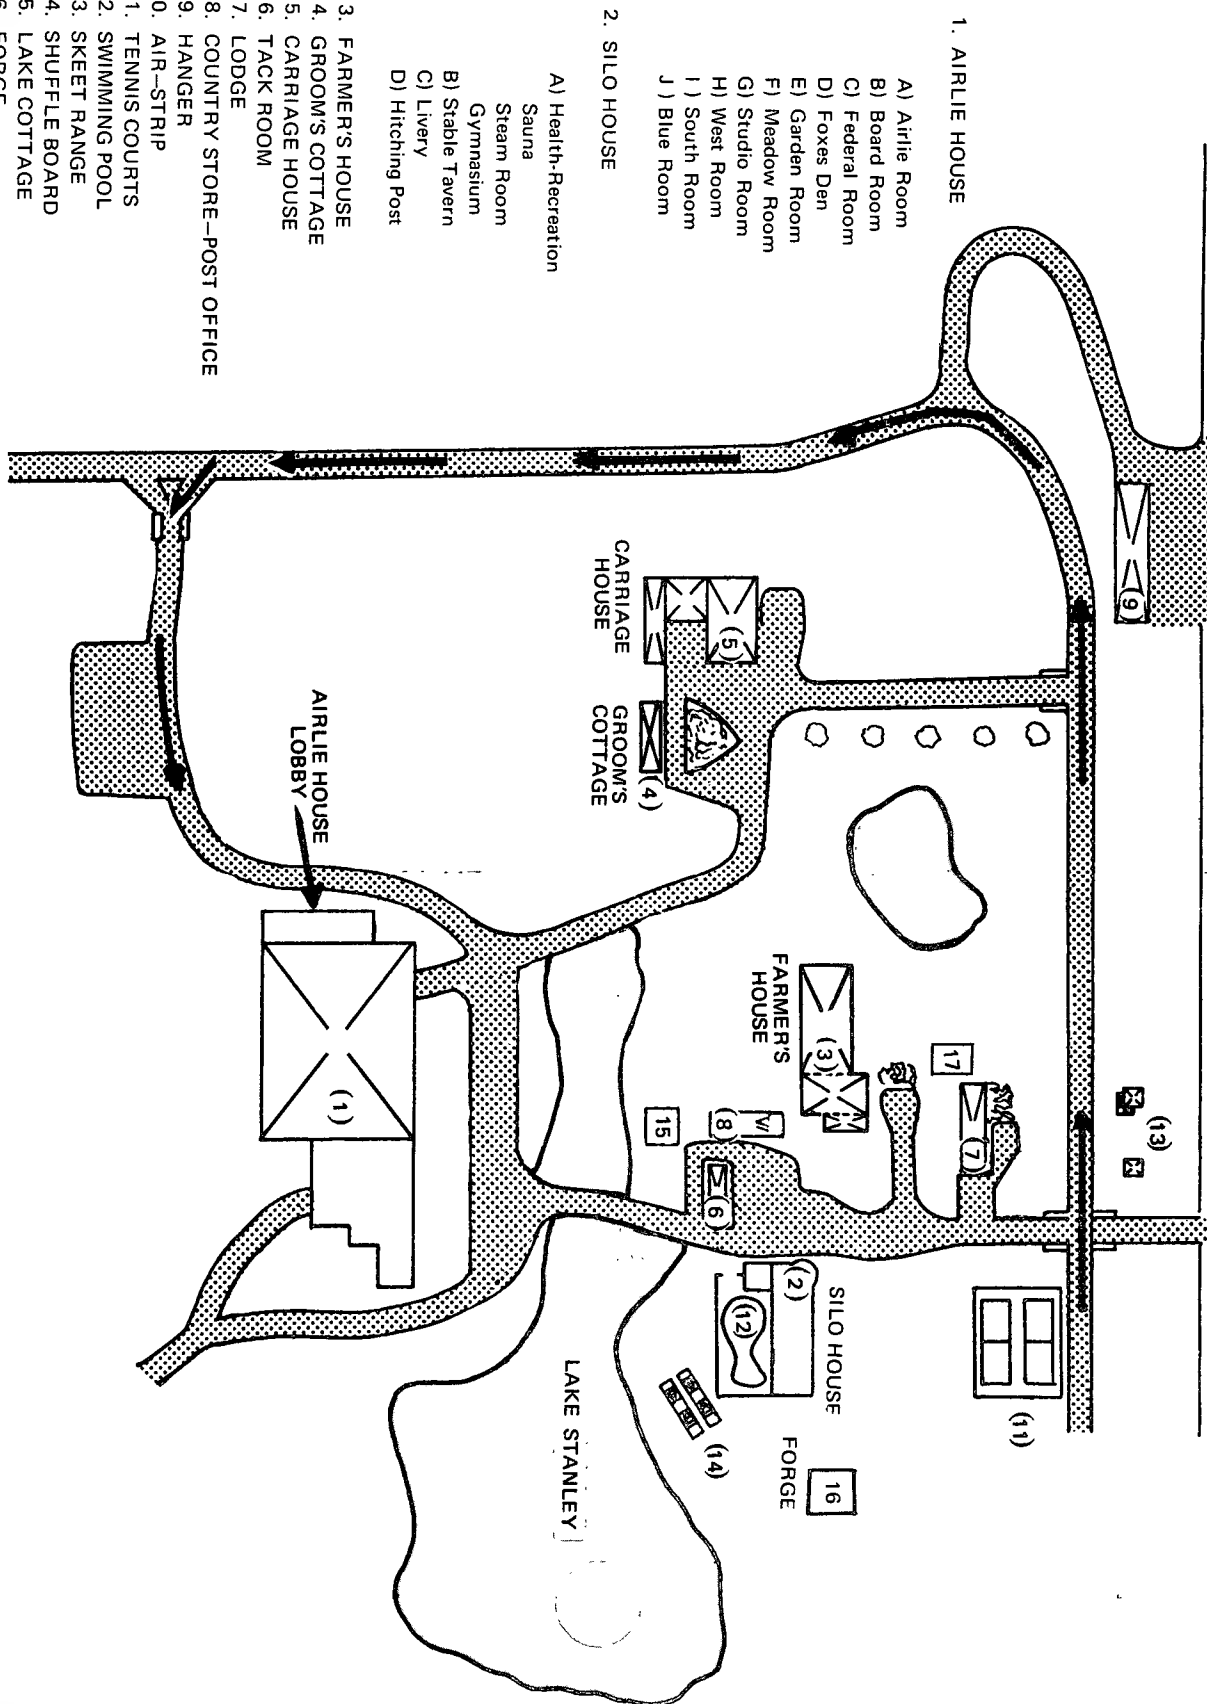 1. AIRLIE HOUSE
A) Airlie Room
B) Board Room
C) Federal Room
D) Foxes Den
E) Garden Room
F) Meadow Room
G) Studio Room
H) West Room
I ) South Room
J ) Blue Room
2. SILO HOUSE
A) Health-Recreation
Sauna
Steam Room
Gymnasium
B) Stable Tavern
C) Livery
D) Hitching Post
3. FARMER'S HOUSE
4. GROOM'S COTTAGE
5. CARRIAGE HOUSE
6. TACK ROOM
7. LODGE
8. COUNTRY STORE—POST OFFICE
9. HANGER
0. AIR—STRIP
1. TENNIS COURTS
2. SWIMMING POOL
3. SKEET RANGE
4. SHUFFLE BOARD
5. LAKE COTTAGE
6. FORGE
(9)
(13)
(11)
17
(7)
CARRIAGE
HOUSE
(5)
GROOM'S
COTTAGE
(4)
FARMER'S
HOUSE
(3)
(8)
15
(6)
SILO HOUSE
(2)
(12)
(14)
FORGE
16
AIRLIE HOUSE
LOBBY
(1)
LAKE STANLEY